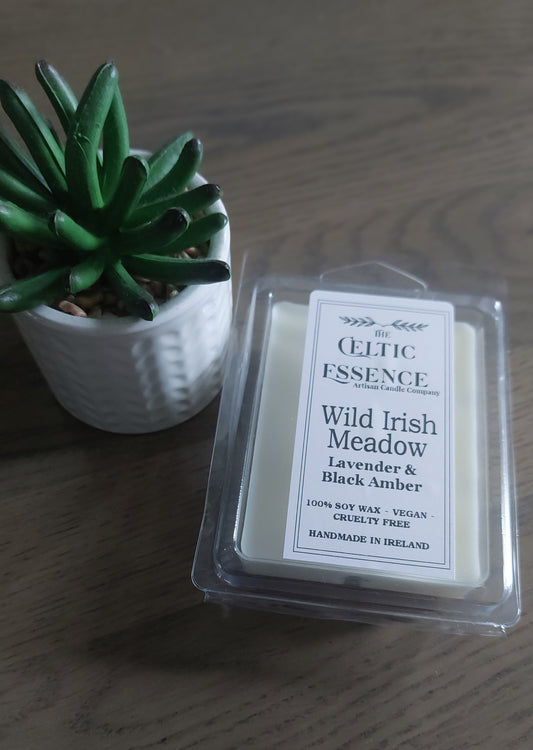 THE
CELTIC
ESSENCE
Artisan Candle Company
Wild Irish
Meadow
Lavender &
Black Amber
100% SOY WAX - VEGAN -
CRUELTY FREE
HANDMADE IN IRELAND